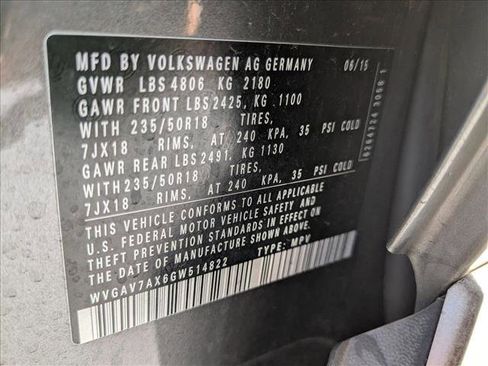 MFD BY VOLKSWAGEN AG GERMANY 06/15
GVWR LBS 4806 KG 2180
GAWR FRONT LBS 2425, KG 1100
WITH 235/50R18 TIRES,
7JX18 RIMS, AT 240 KPA, 35 PSI COLD
GAWR REAR LBS 2491, KG 1130
WITH 235/50R18 TIRES,
7JX18 RIMS, AT 240 KPA, 35 PSI COLD
THIS VEHICLE CONFORMS TO ALL APPLICABLE
U.S. FEDERAL MOTOR VEHICLE SAFETY AND
THEFT PREVENTION STANDARDS IN EFFECT ON
THE DATE OF MANUFACTURE SHOWN ABOVE.
WVGAV7AX6GW514822 TYPE: MPV